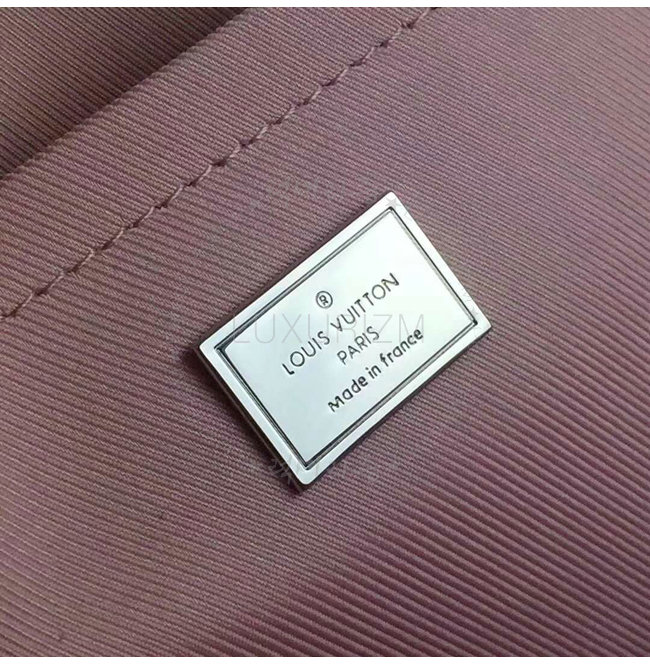 ®
LOUIS VUITTON
PARIS
Made in france
LUXURIZM